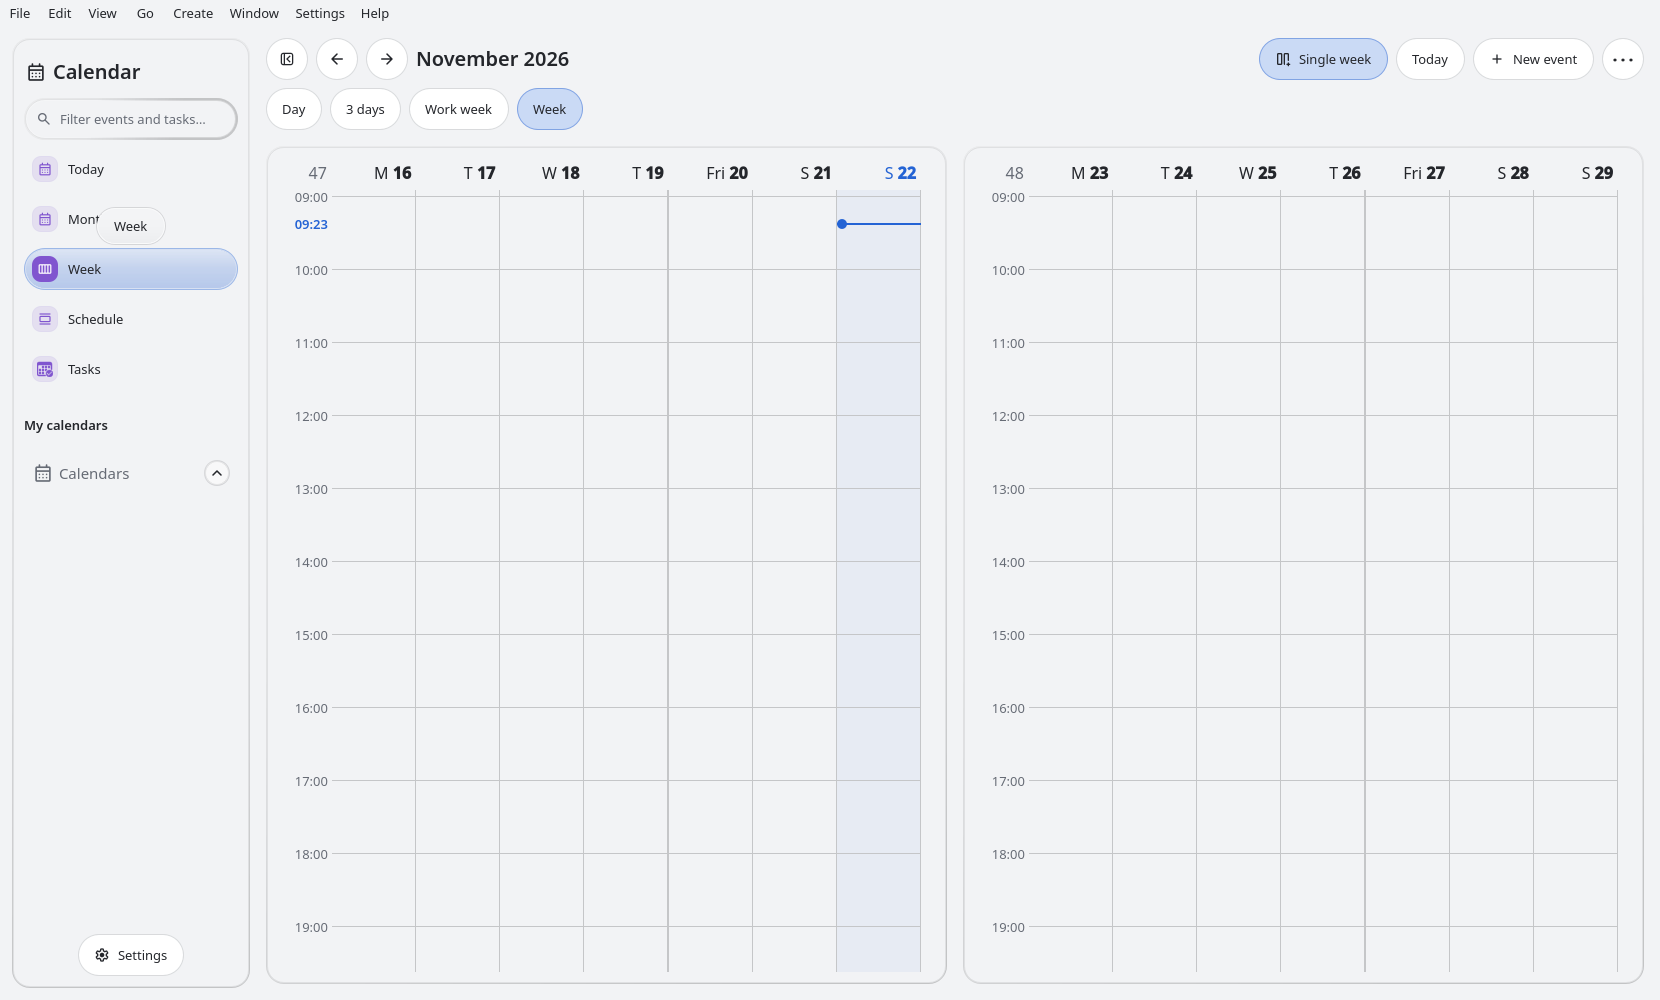 File Edit View Go Create Window Settings Help
Calendar
Filter events and tasks...
Today
Week
Week
Schedule
Tasks
My calendars
Calendars
Settings
November 2026
Single week
Today
New event
Day
3 days
Work week
Week
47 M 16 T 17 W 18 T 19 Fri 20 S 21 S 22
09:00
09:23
10:00
11:00
12:00
13:00
14:00
15:00
16:00
17:00
18:00
19:00
48 M 23 T 24 W 25 T 26 Fri 27 S 28 S 29
09:00
10:00
11:00
12:00
13:00
14:00
15:00
16:00
17:00
18:00
19:00